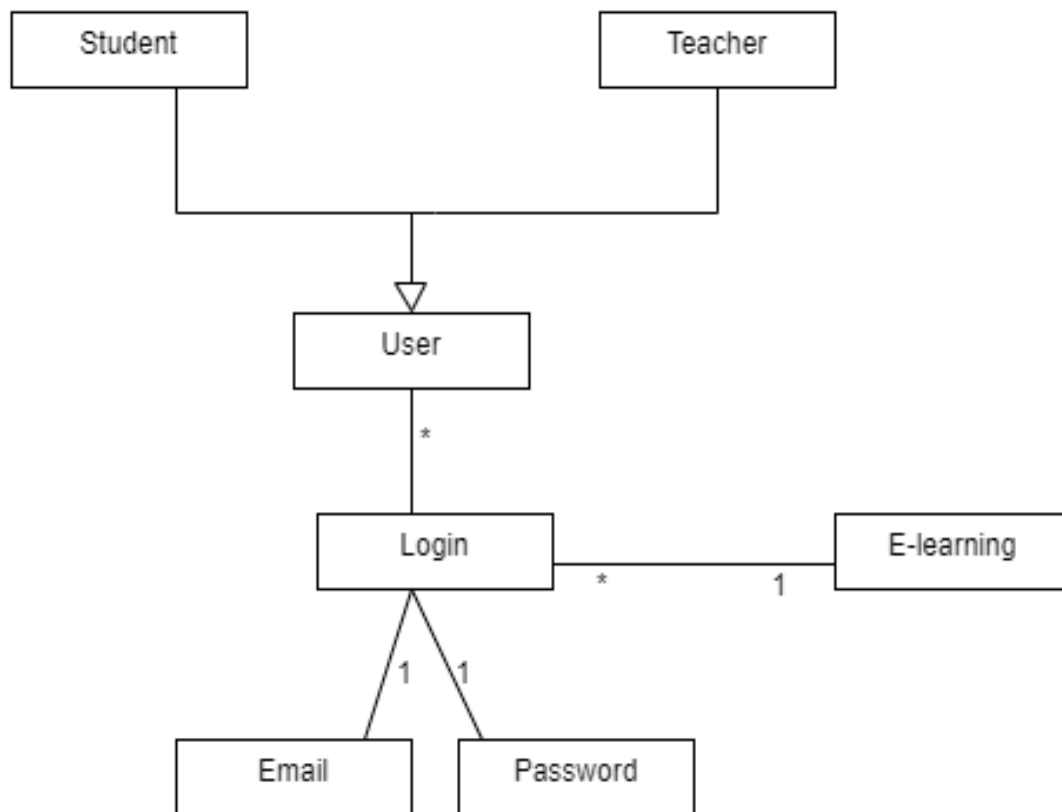 Student
Teacher
User
*
Login
E-learning
*
1
1
1
Email
Password